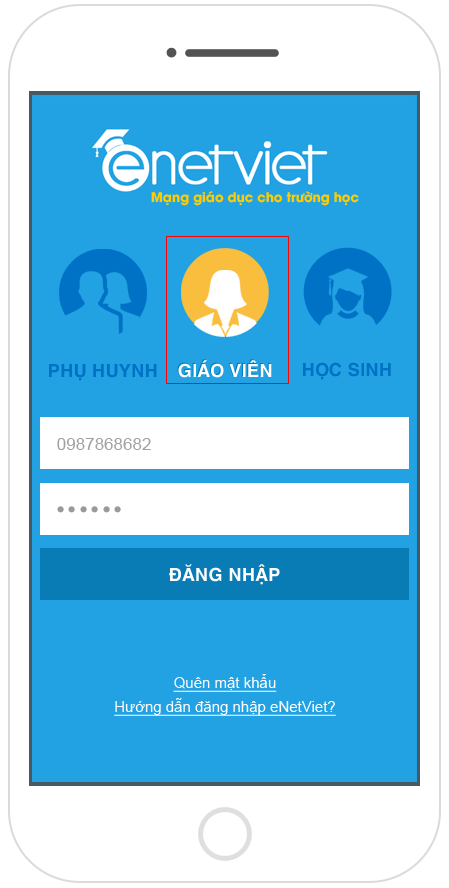 enetviet
Mạng giáo dục cho trường học
PHỤ HUYNH GIÁO VIÊN HỌC SINH
0987868682
••••••
ĐĂNG NHẬP
Quên mật khẩu
Hướng dẫn đăng nhập eNetViet?